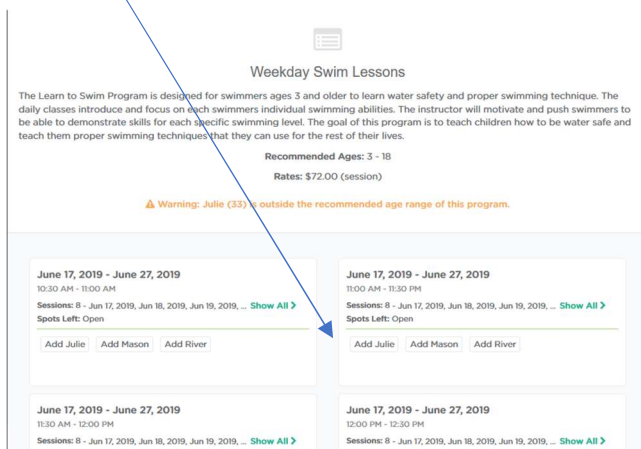 Weekday Swim Lessons
The Learn to Swim Program is designed for swimmers ages 3 and older to learn water safety and proper swimming technique. The
daily classes introduce and focus on each swimmers individual swimming abilities. The instructor will motivate and push swimmers to
be able to demonstrate skills for each specific swimming level. The goal of this program is to teach children how to be water safe and
teach them proper swimming techniques that they can use for the rest of their lives.
Recommended Ages: 3 - 18
Rates: $72.00 (session)
Warning: Julie (33) is outside the recommended age range of this program.
June 17, 2019 - June 27, 2019
10:30 AM - 11:00 AM
Sessions: 8 - Jun 17, 2019, Jun 18, 2019, Jun 19, 2019, ... Show All >
Spots Left: Open
Add Julie Add Mason Add River
June 17, 2019 - June 27, 2019
11:00 AM - 11:30 PM
Sessions: 8 - Jun 17, 2019, Jun 18, 2019, Jun 19, 2019, ... Show All >
Spots Left: Open
Add Julie Add Mason Add River
June 17, 2019 - June 27, 2019
11:30 AM - 12:00 PM
Sessions: 8 - Jun 17, 2019, Jun 18, 2019, Jun 19, 2019, ... Show All >
June 17, 2019 - June 27, 2019
12:00 PM - 12:30 PM
Sessions: 8 - Jun 17, 2019, Jun 18, 2019, Jun 19, 2019, ... Show All >